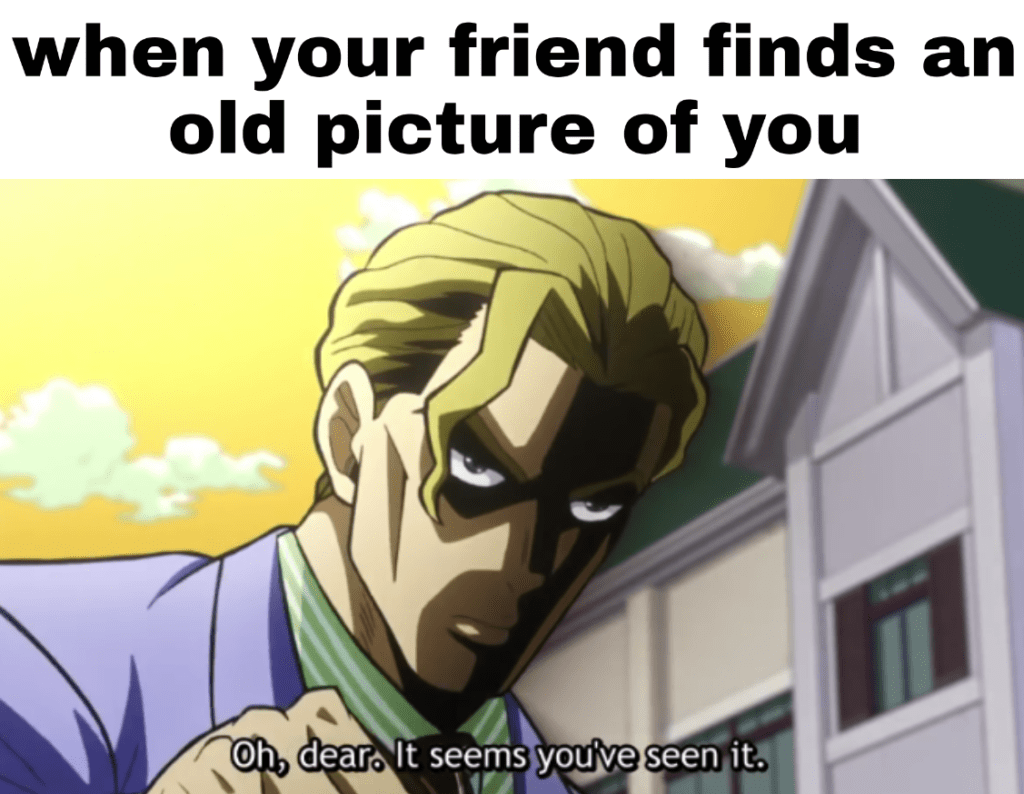 when your friend finds an
old picture of you
Oh, dear. It seems you've seen it.